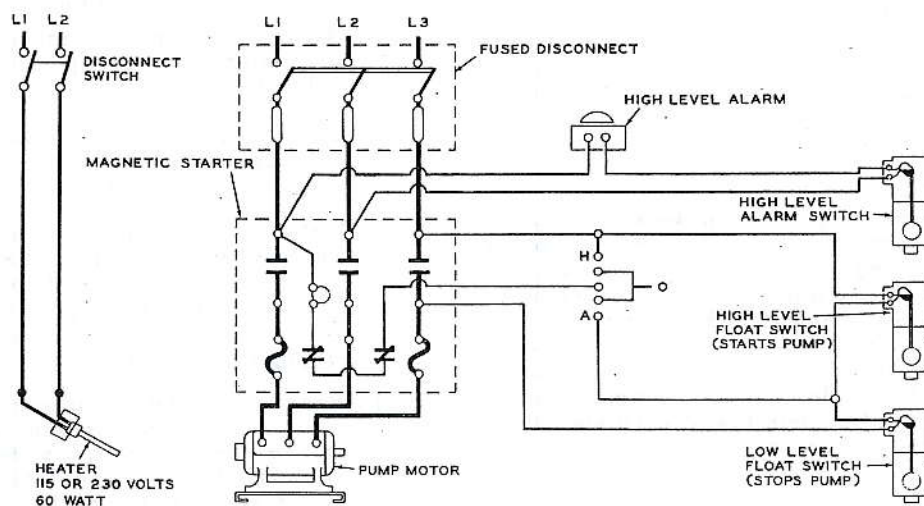 L1 L2
DISCONNECT
SWITCH
L1 L2 L3
FUSED DISCONNECT
HIGH LEVEL ALARM
MAGNETIC STARTER
HIGH LEVEL
ALARM SWITCH
H
A
HIGH LEVEL
FLOAT SWITCH
(STARTS PUMP)
LOW LEVEL
FLOAT SWITCH
(STOPS PUMP)
PUMP MOTOR
HEATER
115 OR 230 VOLTS
60 WATT